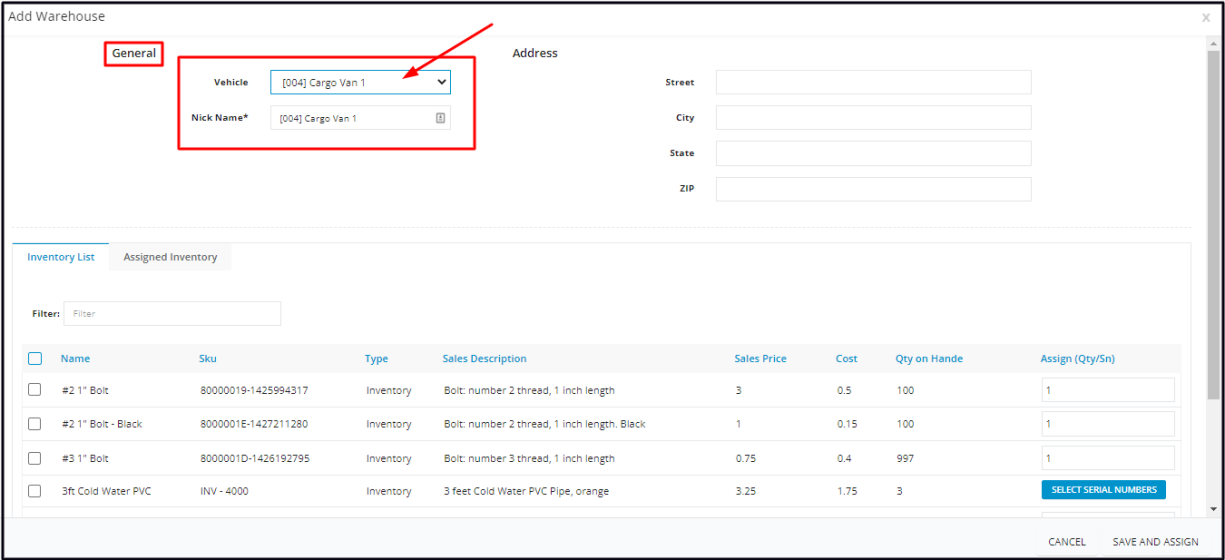 Add Warehouse X
General
Address
Vehicle [004] Cargo Van 1
Nick Name* [004] Cargo Van 1
Street
City
State
ZIP
Inventory List Assigned Inventory
Filter: Filter
Name Sku Type Sales Description Sales Price Cost Qty on Hande Assign (Qty/Sn)
#2 1" Bolt 80000019-1425994317 Inventory Bolt: number 2 thread, 1 inch length 3 0.5 100 1
#2 1" Bolt - Black 8000001E-1427211280 Inventory Bolt: number 2 thread, 1 inch length. Black 1 0.15 100 1
#3 1" Bolt 8000001D-1426192795 Inventory Bolt: number 3 thread, 1 inch length 0.75 0.4 997 1
3ft Cold Water PVC INV - 4000 Inventory 3 feet Cold Water PVC Pipe, orange 3.25 1.75 3 SELECT SERIAL NUMBERS
CANCEL SAVE AND ASSIGN